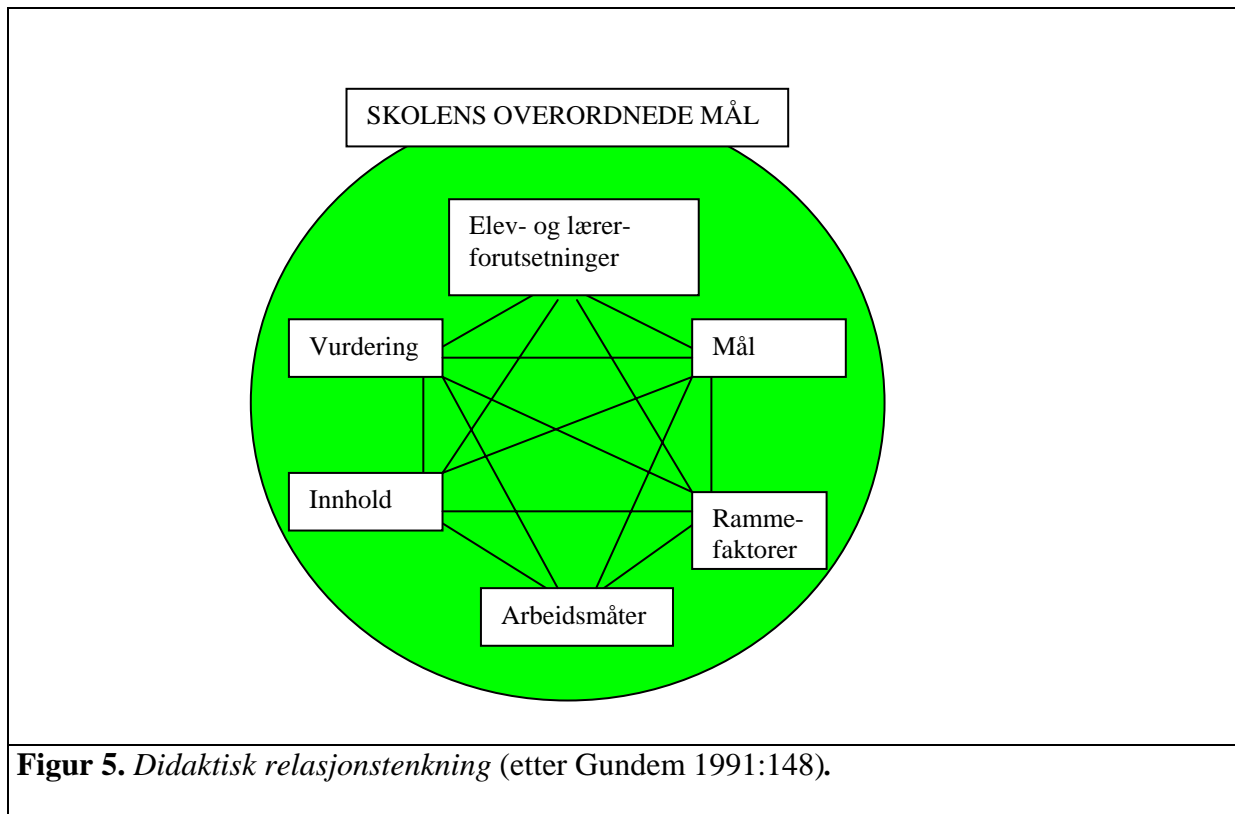 SKOLENS OVERORDNEDE MÅL
Elev- og lærer-
forutsetninger
Vurdering
Mål
Innhold
Ramme-
faktorer
Arbeidsmåter
Figur 5. Didaktisk relasjonstenkning (etter Gundem 1991:148).